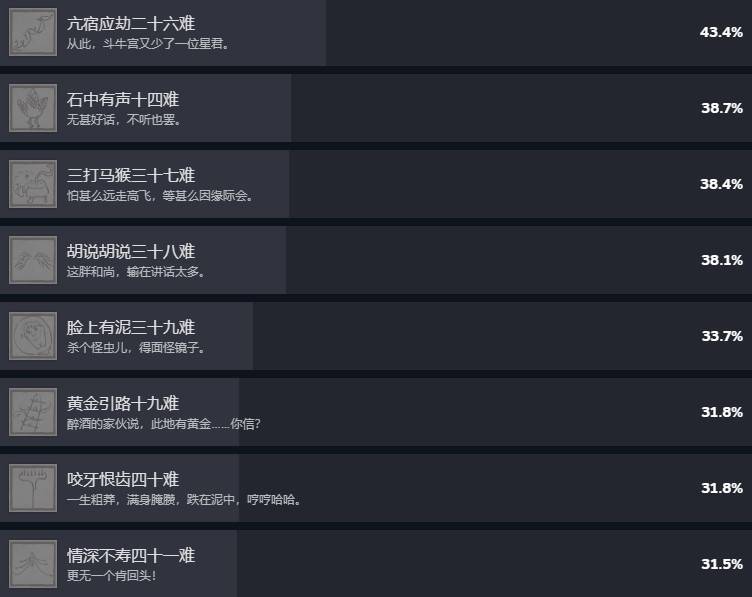 亢宿应劫二十六难
从此，斗牛宫又少了一位星君。
43.4%
石中有声十四难
无甚好话，不听也罢。
38.7%
三打马猴三十七难
怕甚么远走高飞，等甚么因缘际会。
38.4%
胡说胡说三十八难
这胖和尚，输在讲话太多。
38.1%
脸上有泥三十九难
杀个怪虫儿，得面怪镜子。
33.7%
黄金引路十九难
醉酒的家伙说，此地有黄金……你信？
31.8%
咬牙恨齿四十难
一生粗莽，满身腌臜，跌在泥中，哼哼哈哈。
31.8%
情深不寿四十一难
更无一个肯回头！
31.5%